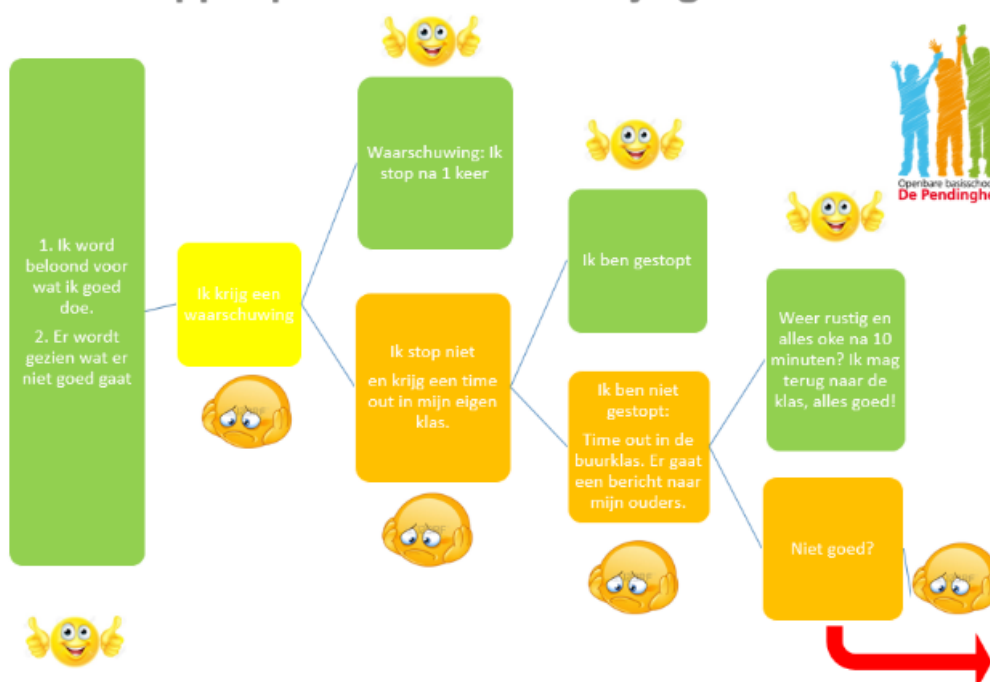 1. Ik word
beloond voor
wat ik goed
doe.
2. Er wordt
gezien wat er
niet goed gaat
Ik krijg een
waarschuwing
Waarschuwing: Ik
stop na 1 keer
Ik stop niet
en krijg een time
out in mijn eigen
klas.
Ik ben gestopt
Ik ben niet
gestopt:
Time out in de
buurklas. Er gaat
een bericht naar
mijn ouders.
Weer rustig en
alles oke na 10
minuten? Ik mag
terug naar de
klas, alles goed!
Niet goed?
Openbare basisschoo
De Pendingh